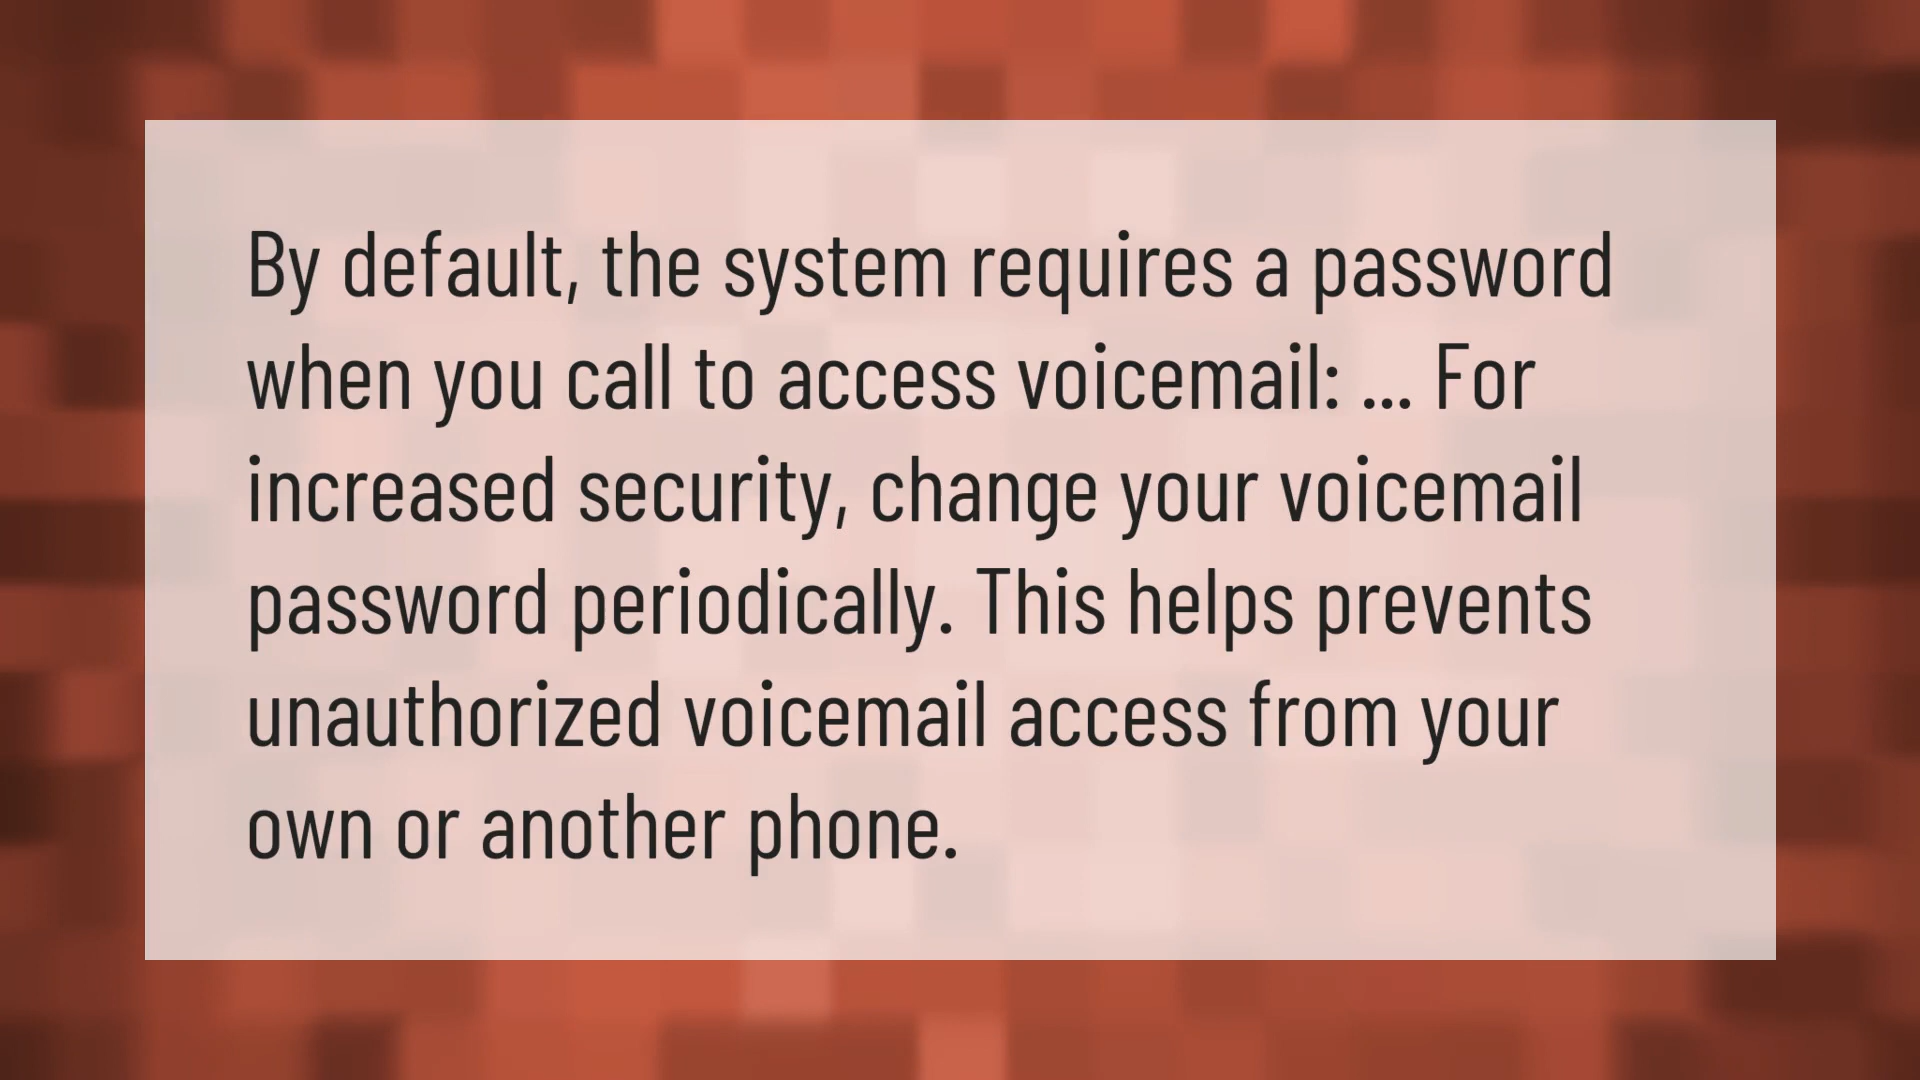 By default, the system requires a password
when you call to access voicemail: ... For
increased security, change your voicemail
password periodically. This helps prevents
unauthorized voicemail access from your
own or another phone.